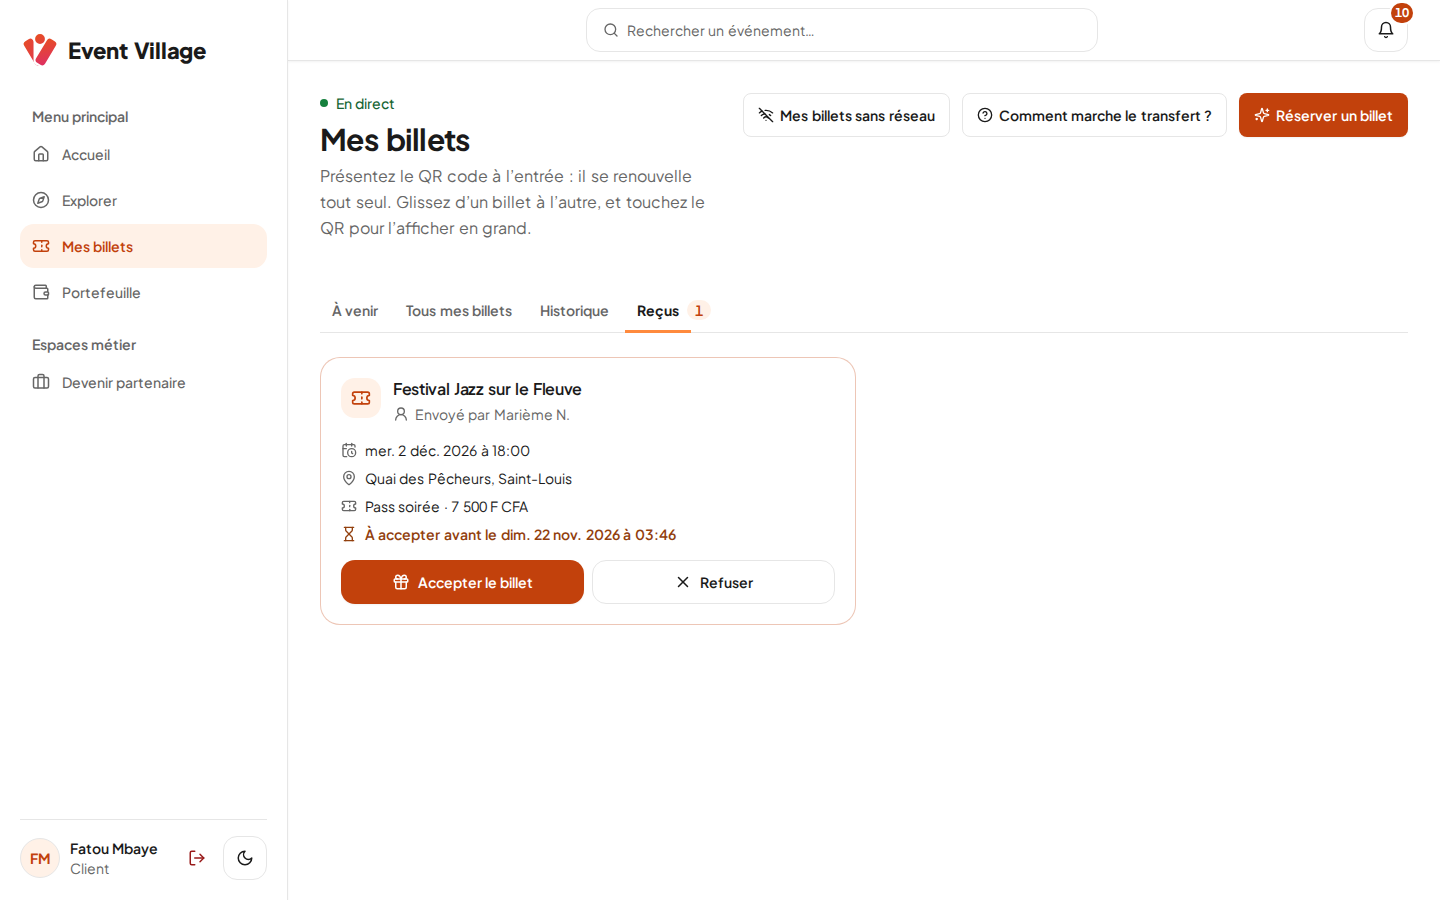 Event Village
Menu principal
Accueil
Explorer
Mes billets
Portefeuille
Espaces métier
Devenir partenaire
FM
Fatou Mbaye
Client
Rechercher un événement…
10
En direct
Mes billets
Présentez le QR code à l’entrée : il se renouvelle
tout seul. Glissez d’un billet à l’autre, et touchez le
QR pour l’afficher en grand.
Mes billets sans réseau
Comment marche le transfert ?
Réserver un billet
À venir
Tous mes billets
Historique
Reçus 1
Festival Jazz sur le Fleuve
Envoyé par Marième N.
mer. 2 déc. 2026 à 18:00
Quai des Pêcheurs, Saint-Louis
Pass soirée · 7 500 F CFA
À accepter avant le dim. 22 nov. 2026 à 03:46
Accepter le billet
Refuser